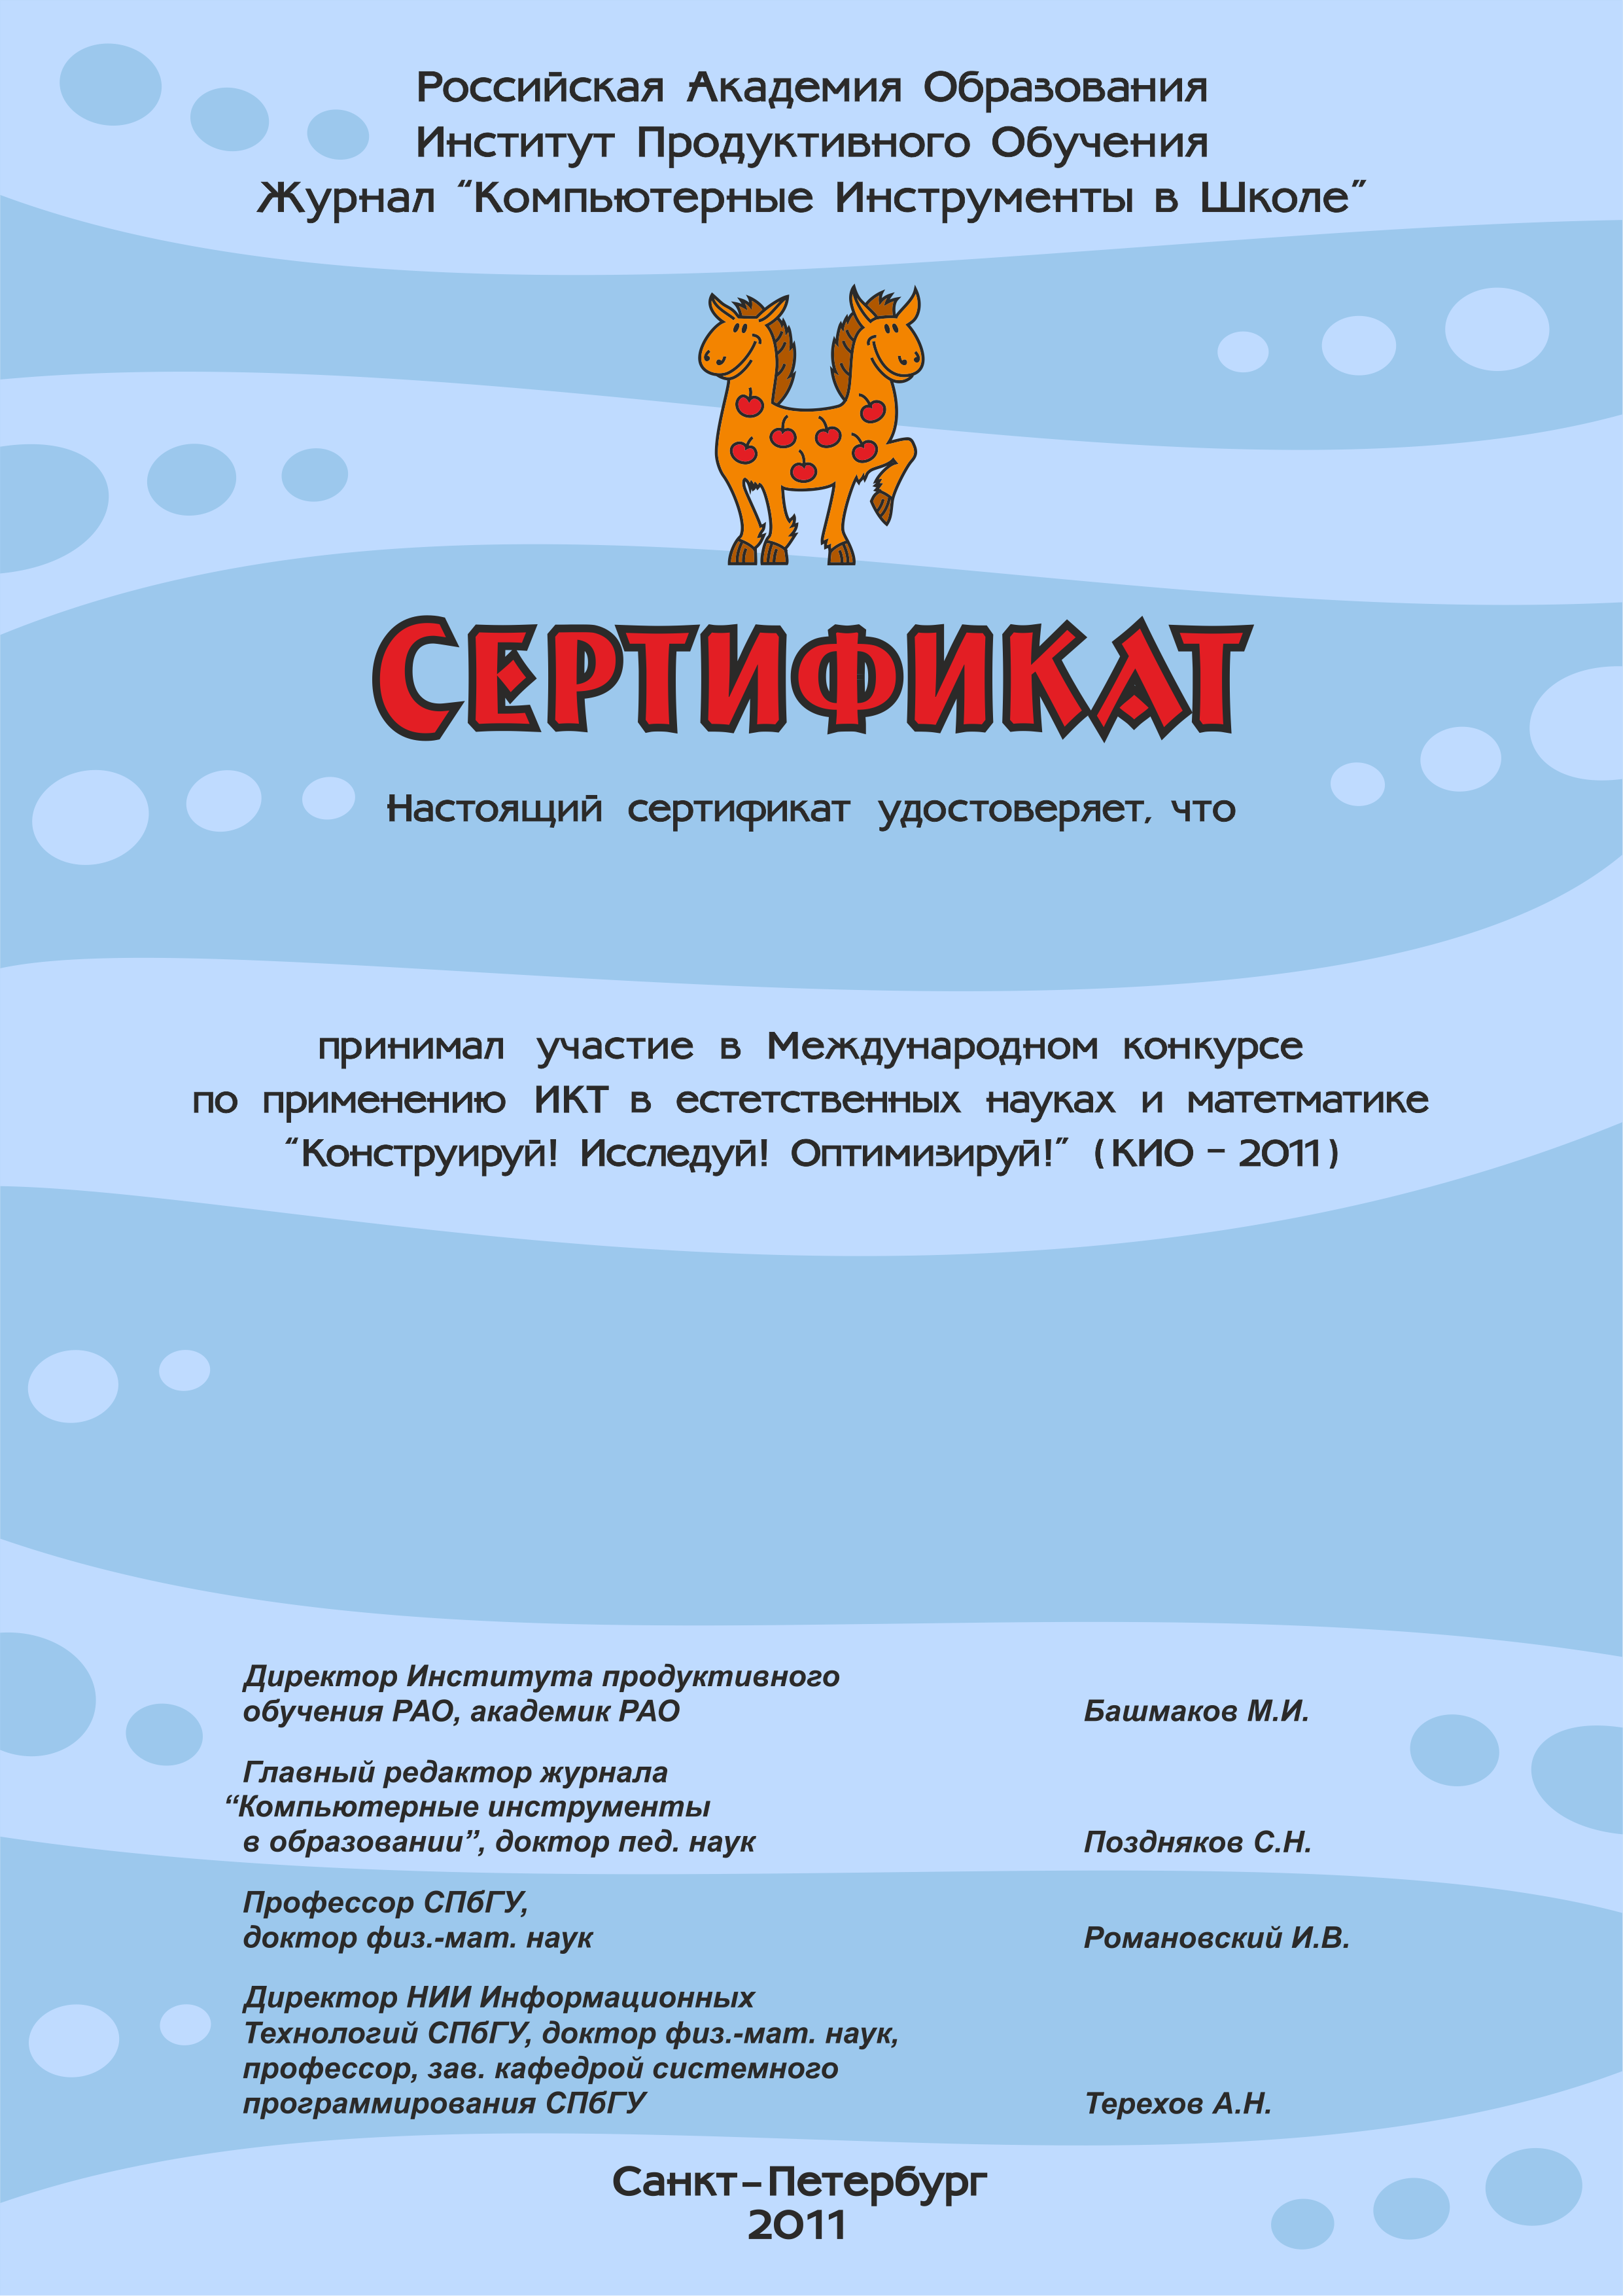 Российская Академия Образования
Институт Продуктивного Обучения
Журнал “Компьютерные Инструменты в Школе”
Сертификат
Настоящий сертификат удостоверяет, что
принимал участие в Международном конкурсе
по применению ИКТ в естетственных науках и матетматике
“Конструируй! Исследуй! Оптимизируй!” (КИО – 2011)
Директор Института продуктивного
обучения РАО, академик РАО Башмаков М.И.
Главный редактор журнала
“Компьютерные инструменты
в образовании”, доктор пед. наук Поздняков С.Н.
Профессор СПбГУ,
доктор физ.-мат. наук Романовский И.В.
Директор НИИ Информационных
Технологий СПбГУ, доктор физ.-мат. наук,
профессор, зав. кафедрой системного
программирования СПбГУ Терехов А.Н.
Санкт–Петербург
2011